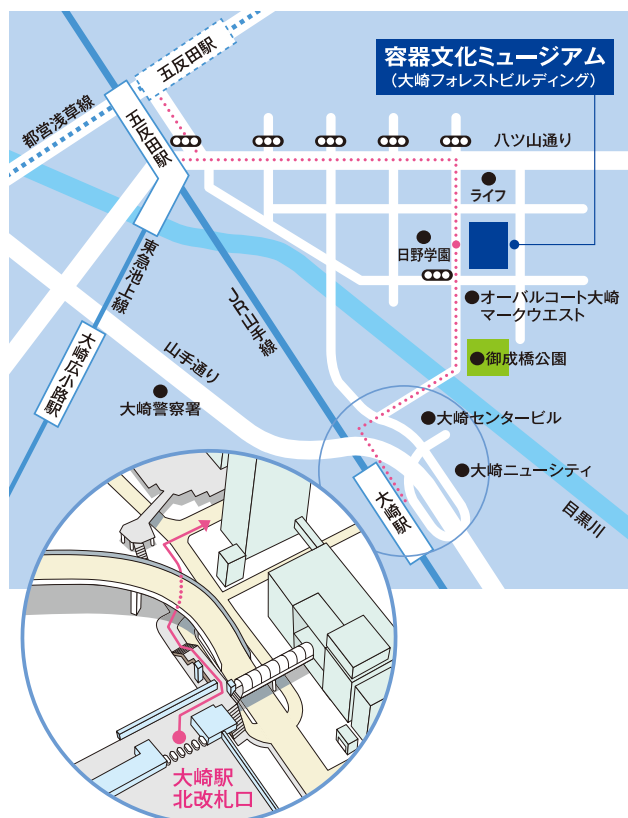 五反田駅
容器文化ミュージアム
(大崎フォレストビルディング)
都営浅草線
五反田駅
八ツ山通り
ライフ
日野学園
東急池上線
JR山手線
オーバルコート大崎
マークウエスト
大崎広小路駅
山手通り
御成橋公園
大崎警察署
大崎センタービル
大崎ニューシティ
大崎駅
目黒川
大崎駅
北改札口